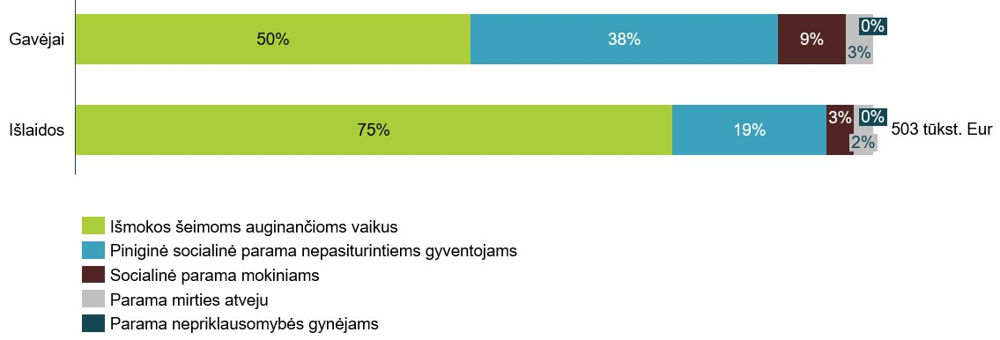 Gavėjai
50%
38%
9%
0%
3%
Išlaidos
75%
19%
3%
0%
2%
503 tūkst. Eur
Išmokos šeimoms auginančioms vaikus
Piniginė socialinė parama nepasiturintiems gyventojams
Socialinė parama mokiniams
Parama mirties atveju
Parama nepriklausomybės gynėjams